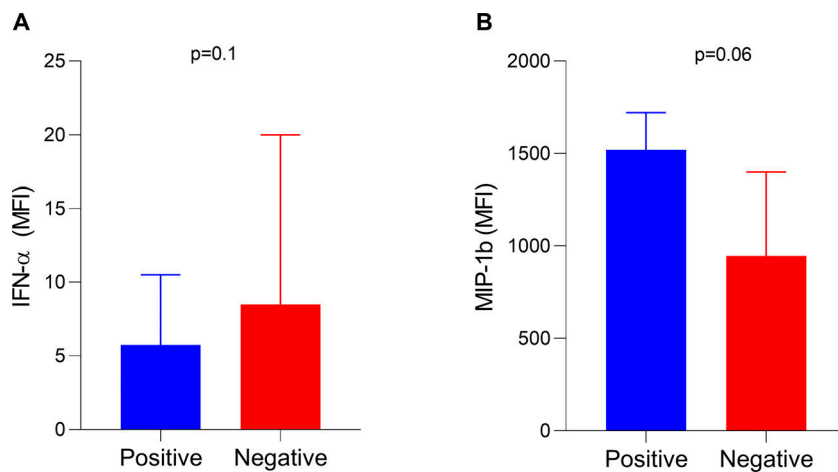 A
p=0.1
IFN-α (MFI)
25
20
15
10
5
0
Positive Negative
B
p=0.06
MIP-1b (MFI)
2000
1500
1000
500
0
Positive Negative